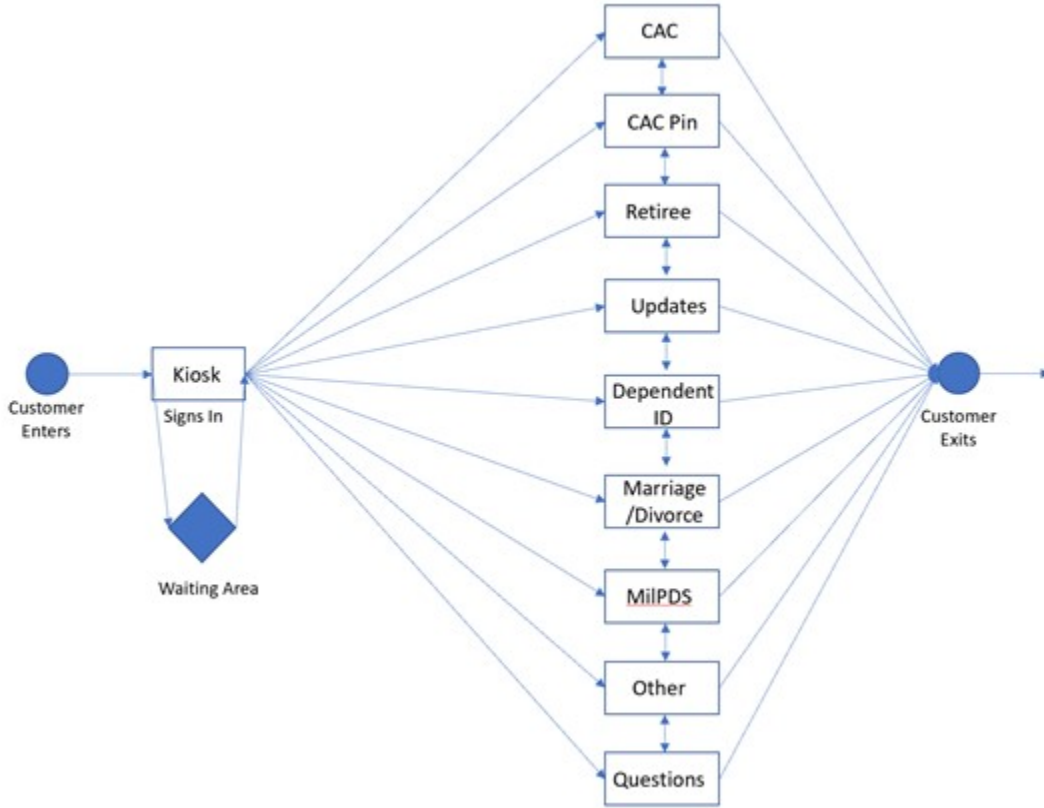 CAC
CAC Pin
Retiree
Updates
Kiosk
Customer
Enters
Signs In
Dependent
ID
Customer
Exits
Marriage
/Divorce
Waiting Area
MilPDS
Other
Questions